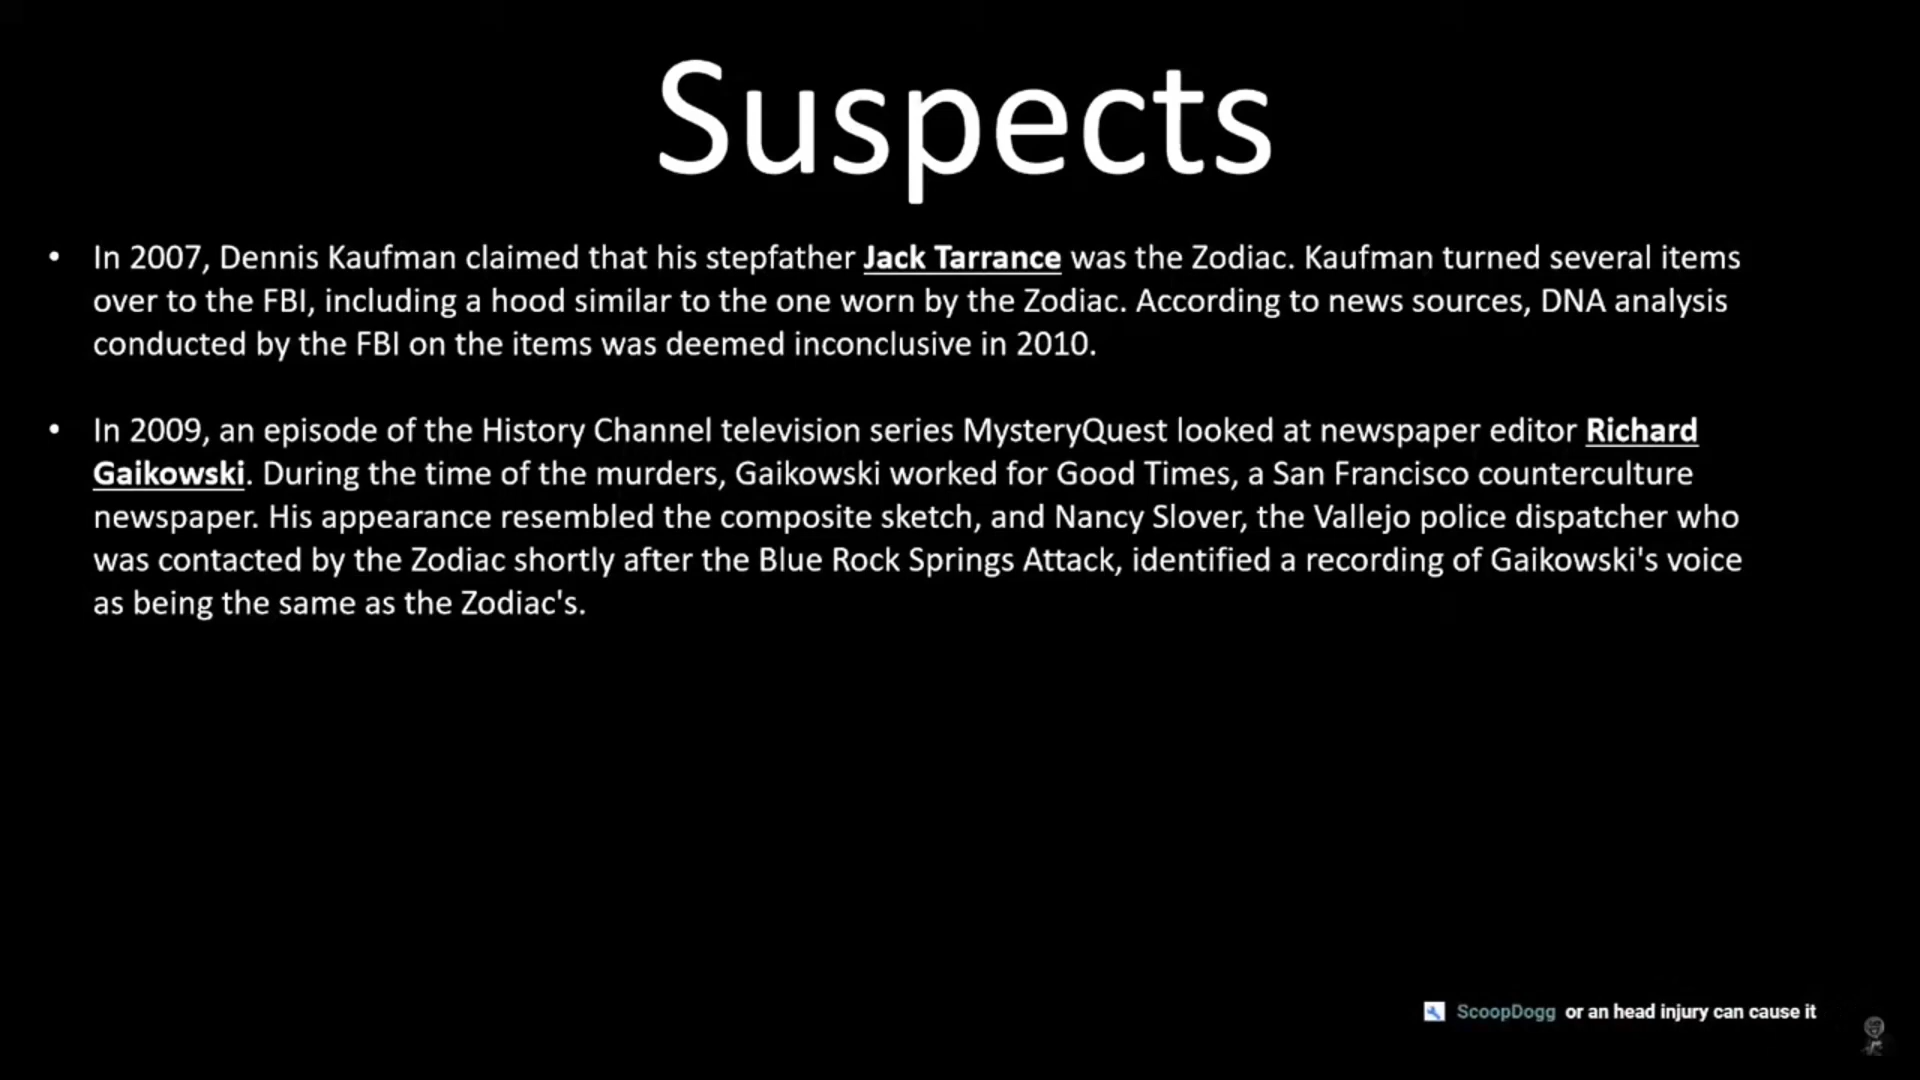 Suspects
• In 2007, Dennis Kaufman claimed that his stepfather Jack Tarrance was the Zodiac. Kaufman turned several items
over to the FBI, including a hood similar to the one worn by the Zodiac. According to news sources, DNA analysis
conducted by the FBI on the items was deemed inconclusive in 2010.
• In 2009, an episode of the History Channel television series MysteryQuest looked at newspaper editor Richard
Gaikowski. During the time of the murders, Gaikowski worked for Good Times, a San Francisco counterculture
newspaper. His appearance resembled the composite sketch, and Nancy Slover, the Vallejo police dispatcher who
was contacted by the Zodiac shortly after the Blue Rock Springs Attack, identified a recording of Gaikowski's voice
as being the same as the Zodiac's.
ScoopDogg or an head injury can cause it